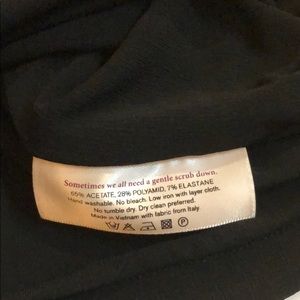 Sometimes we all need a gentle scrub down.
65% ACETATE, 28% POLYAMID, 7% ELASTANE
Hand washable. No bleach. Low iron with layer cloth.
No tumble dry. Dry clean preferred.
Made in Vietnam with fabric from Italy